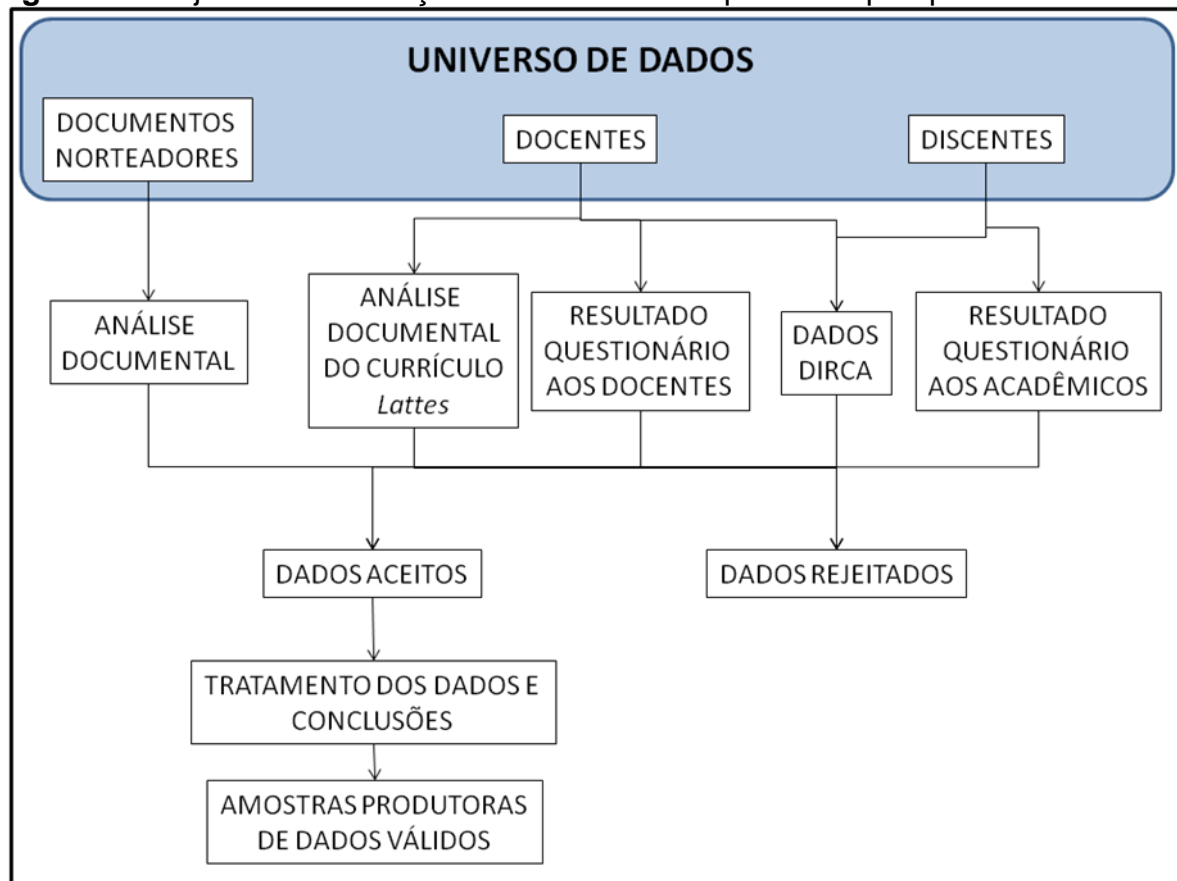 UNIVERSO DE DADOS
DOCUMENTOS
NORTEADORES
DOCENTES
DISCENTES
ANÁLISE
DOCUMENTAL
ANÁLISE
DOCUMENTAL
DO CURRÍCULO
Lattes
RESULTADO
QUESTIONÁRIO
AOS DOCENTES
DADOS
DIRCA
RESULTADO
QUESTIONÁRIO
AOS ACADÊMICOS
DADOS ACEITOS
DADOS REJEITADOS
TRATAMENTO DOS DADOS E
CONCLUSÕES
AMOSTRAS PRODUTORAS
DE DADOS VÁLIDOS